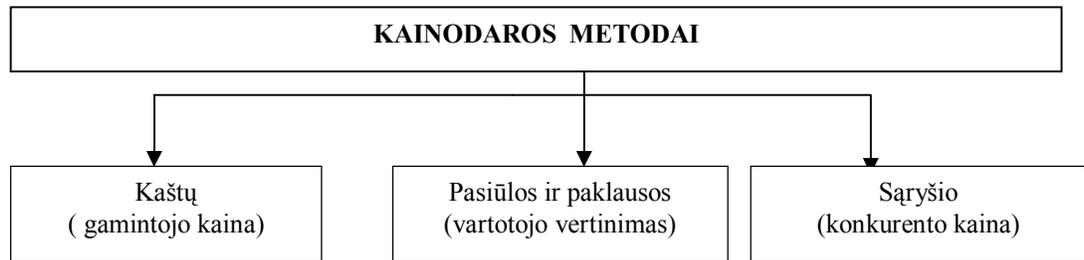 KAINODAROS METODAI
Kaštų
( gamintojo kaina)
Pasiūlos ir paklausos
(vartotojo vertinimas)
Sąryšio
(konkurento kaina)